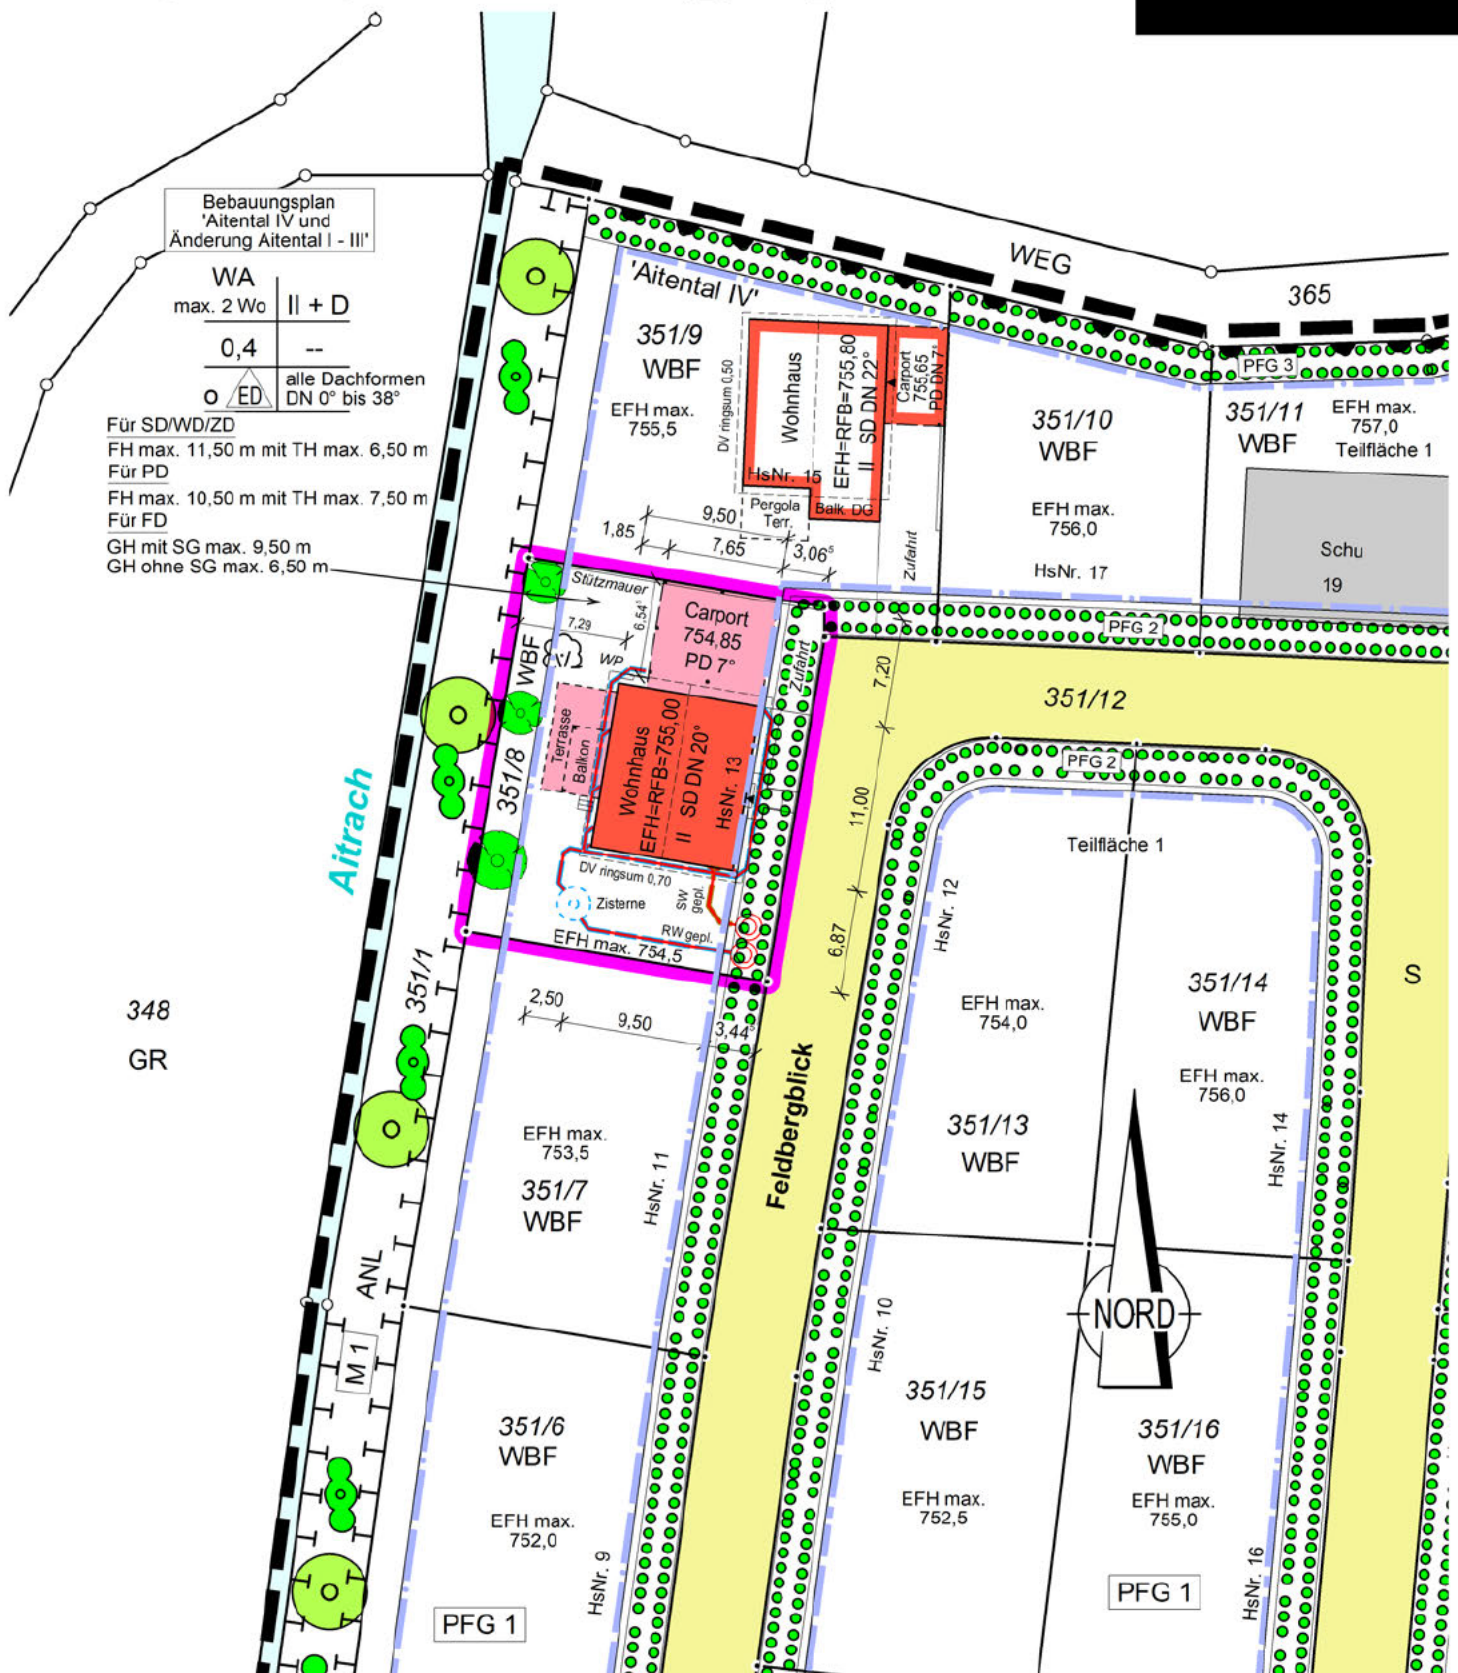 Bebauungsplan
'Aitental IV und
Änderung Aitental I - III'
WA
max. 2 Wo
II + D
0,4
--
o
ED
alle Dachformen
DN 0° bis 38°
Für SD/WD/ZD
FH max. 11,50 m mit TH max. 6,50 m
Für PD
FH max. 10,50 m mit TH max. 7,50 m
Für FD
GH mit SG max. 9,50 m
GH ohne SG max. 6,50 m
WEG
365
'Aitental IV'
351/9
WBF
EFH max.
755,5
DV ringsum 0,50
Wohnhaus
EFH=RFB=755,80
II SD DN 22°
HsNr. 15
Carport
755,65
PD DN 7°
Pergola
Terr.
Balk. DG
Zufahrt
351/10
WBF
EFH max.
756,0
HsNr. 17
PFG 3
351/11
WBF
EFH max.
757,0
Teilfläche 1
Schu
19
1,85
9,50
7,65
3,06⁵
Stützmauer
7,29
6,54⁵
WP
WBF
351/8
Carport
754,85
PD 7°
Zufahrt
Terrasse
Balkon
Wohnhaus
EFH=RFB=755,00
II SD DN 20°
HsNr. 13
DV ringsum 0,70
Zisterne
SW
gepl.
RW gepl.
EFH max. 754,5
PFG 2
351/12
7,20
11,00
6,87
PFG 2
Teilfläche 1
HsNr. 12
Aitrach
351/1
348
GR
2,50
9,50
3,44⁵
EFH max.
754,0
351/13
WBF
351/14
WBF
EFH max.
756,0
HsNr. 14
S
Feldbergblick
EFH max.
753,5
351/7
WBF
HsNr. 11
ANL
M 1
NORD
HsNr. 10
351/6
WBF
EFH max.
752,0
HsNr. 9
PFG 1
351/15
WBF
EFH max.
752,5
351/16
WBF
EFH max.
755,0
HsNr. 16
PFG 1